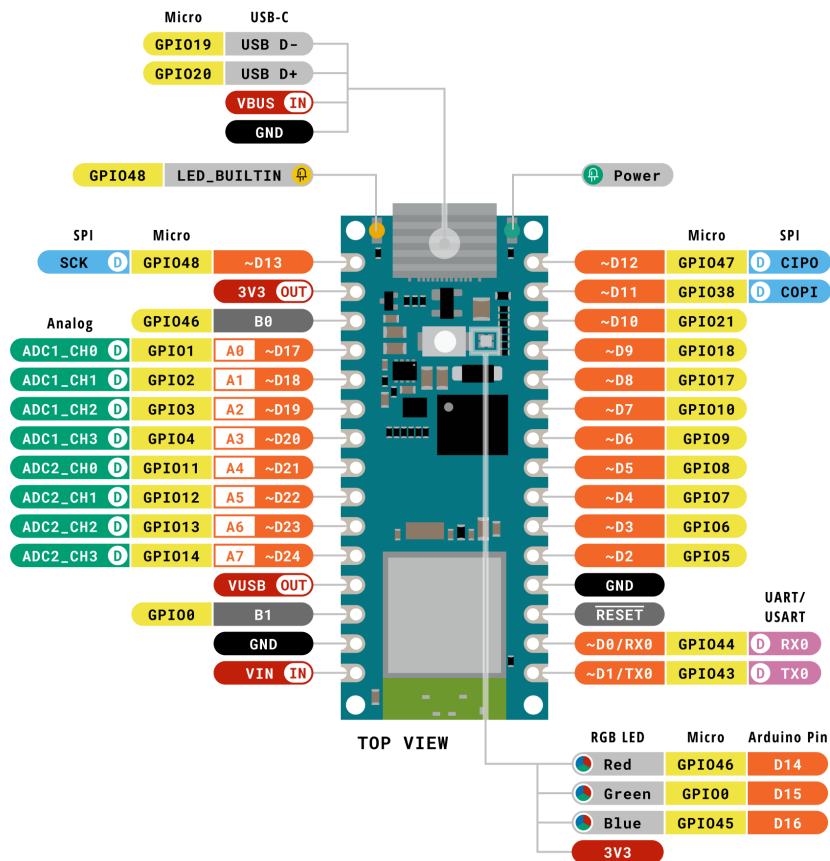 Micro USB-C
GPIO19 USB D-
GPIO20 USB D+
VBUS IN
GND
GPIO48 LED_BUILTIN
Power
SPI Micro
SCK D GPIO48 ~D13
3V3 OUT
GPIO46 B0
Analog
ADC1_CH0 D GPIO1 A0 ~D17
ADC1_CH1 D GPIO2 A1 ~D18
ADC1_CH2 D GPIO3 A2 ~D19
ADC1_CH3 D GPIO4 A3 ~D20
ADC2_CH0 D GPIO11 A4 ~D21
ADC2_CH1 D GPIO12 A5 ~D22
ADC2_CH2 D GPIO13 A6 ~D23
ADC2_CH3 D GPIO14 A7 ~D24
VUSB OUT
GPIO0 B1
GND
VIN IN
Micro SPI
~D12 GPIO47 D CIPO
~D11 GPIO38 D COPI
~D10 GPIO21
~D9 GPIO18
~D8 GPIO17
~D7 GPIO10
~D6 GPIO9
~D5 GPIO8
~D4 GPIO7
~D3 GPIO6
~D2 GPIO5
GND
RESET
UART/
USART
~D0/RX0 GPIO44 D RX0
~D1/TX0 GPIO43 D TX0
TOP VIEW
RGB LED Micro Arduino Pin
Red GPIO46 D14
Green GPIO0 D15
Blue GPIO45 D16
3V3